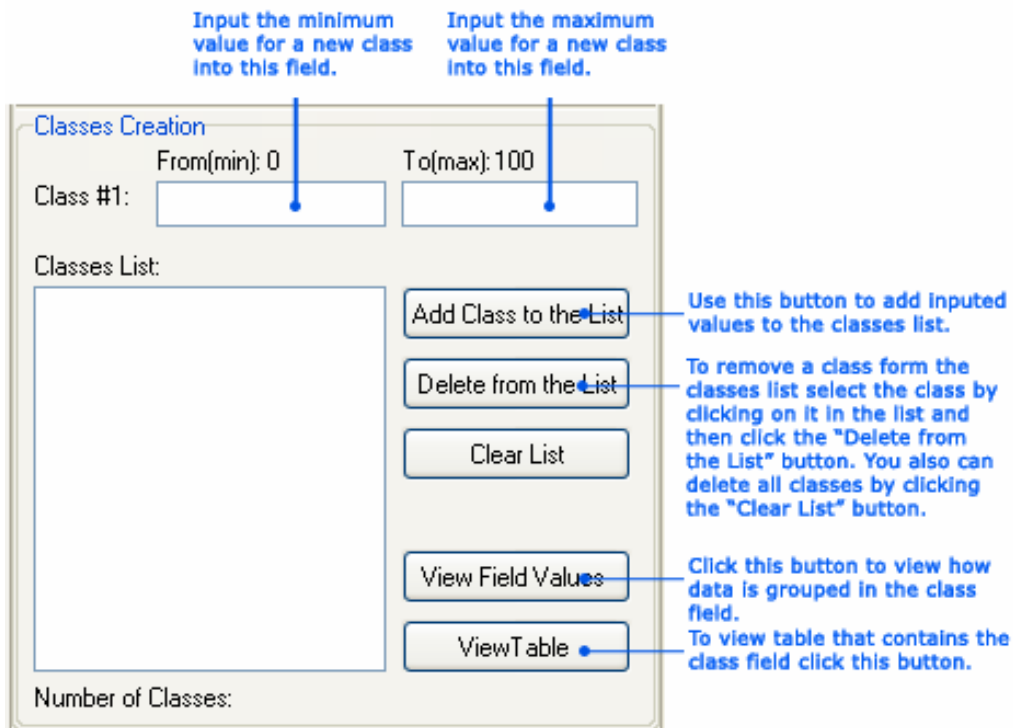 Input the minimum
value for a new class
into this field.
Input the maximum
value for a new class
into this field.
Classes Creation
From(min): 0
To(max): 100
Class #1:
Classes List:
Add Class to the List
Use this button to add inputed
values to the classes list.
Delete from the List
To remove a class form the
classes list select the class by
clicking on it in the list and
then click the “Delete from
the List” button. You also can
delete all classes by clicking
the “Clear List” button.
Clear List
View Field Values
Click this button to view how
data is grouped in the class
field.
ViewTable
To view table that contains the
class field click this button.
Number of Classes: